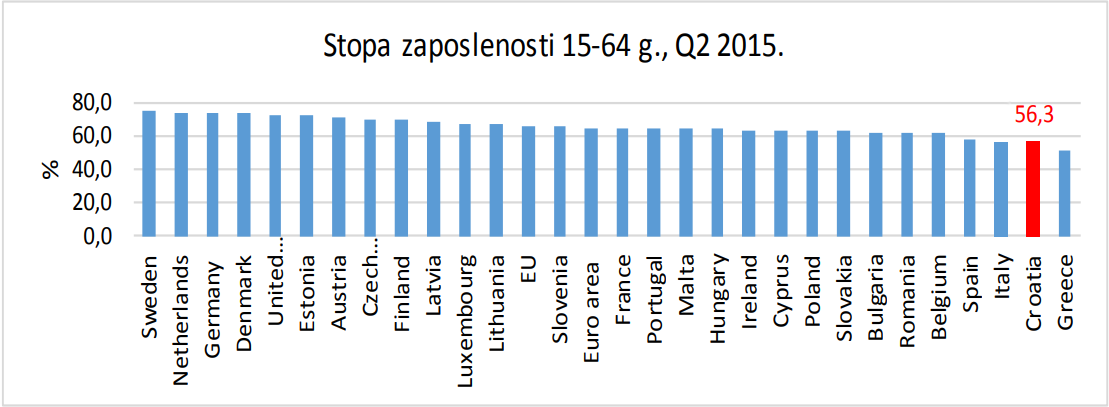 Stopa zaposlenosti 15-64 g., Q2 2015.
80,0
60,0
40,0
20,0
0,0
%
56,3
Sweden
Netherlands
Germany
Denmark
United...
Estonia
Austria
Czech...
Finland
Latvia
Luxembourg
Lithuania
EU
Slovenia
Euro area
France
Portugal
Malta
Hungary
Ireland
Cyprus
Poland
Slovakia
Bulgaria
Romania
Belgium
Spain
Italy
Croatia
Greece